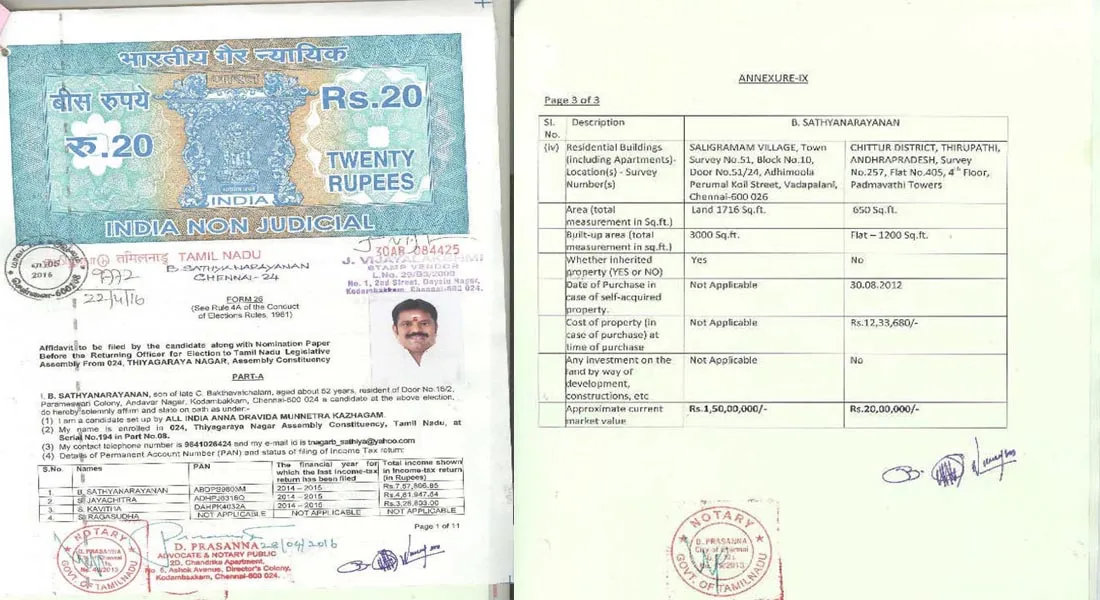 भारतीय गैर न्यायिक
बीस रुपये
Rs.20
रु.20
TWENTY
RUPEES
INDIA
INDIA NON JUDICIAL
तमिलनाडु TAMIL NADU
30AB 084425
B. SATHYANARAYANAN
CHENNAI-24
9972
22/4/16
2016
J. VIJAYALAKSHMI
STAMP VENDOR
No. 1, 2nd Street, Dayalu Nagar,
Kodambakkam, Chennai-600 024.
FORM 26
(See Rule 4A of the Conduct
of Elections Rules, 1961)
Affidavit to be filed by the candidate along with Nomination Paper
Before the Returning Officer for Election to Tamil Nadu Legislative
Assembly From 024, THIYAGARAYA NAGAR, Assembly Constituency
PART-A
I, B. SATHYANARAYANAN, son of late C. Bakthavatchalam, aged about 52 years, resident of Door No.16/2,
Parameswari Colony, Andavar Nagar, Kodambakkam, Chennai-600 024 a candidate at the above election,
do hereby solemnly affirm and state on oath as under:-
(1) I am a candidate set up by ALL INDIA ANNA DRAVIDA MUNNETRA KAZHAGAM.
(2) My name is enrolled in 024, Thiyagaraya Nagar Assembly Constituency, Tamil Nadu, at
Serial No.194 in Part No.08.
(3) My contact telephone number is 9841026424 and my e-mail id is tnagarb_sathiya@yahoo.com
(4) Details of Permanent Account Number (PAN) and status of filing of Income Tax return:
S.No. Names PAN The financial year for which the last Income-tax return has been filed Total income shown in Income-tax return (in Rupees)
1. B. SATHYANARAYANAN 2014 – 2015
2. S. JAYACHITRA 2014 – 2015
3. S. KAVITHA DAHPK4032A 2014 – 2015
4. S. RAGASUDHA NOT APPLICABLE NOT APPLICABLE NOT APPLICABLE
Page 1 of 11
NOTARY
D. PRASANNA
GOVT. OF TAMILNADU
D. PRASANNA 28/04/2016
ADVOCATE & NOTARY PUBLIC
2D, Chandrika Apartment,
No 5, Ashok Avenue, Director's Colony,
Kodambakkam, Chennai-600 024.
ANNEXURE-IX
Page 3 of 3
Sl. No. Description B. SATHYANARAYANAN
(iv) Residential Buildings (including Apartments)- Location(s) - Survey Number(s) SALIGRAMAM VILLAGE, Town Survey No.51, Block No.10, Door No.51/24, Adhimoola Perumal Koil Street, Vadapalani, Chennai-600 026 CHITTUR DISTRICT, THIRUPATHI, ANDHRAPRADESH, Survey No.257, Flat No.405, 4th Floor, Padmavathi Towers
Area (total measurement in Sq.ft.) Land 1716 Sq.ft. 650 Sq.ft.
Built-up area (total measurement in sq.ft.) 3000 Sq.ft. Flat – 1200 Sq.ft.
Whether inherited property (YES or NO) Yes No
Date of Purchase in case of self-acquired property. Not Applicable 30.08.2012
Cost of property (in case of purchase) at time of purchase Not Applicable Rs.12,33,680/-
Any investment on the land by way of development, constructions, etc Not Applicable No
Approximate current market value Rs.1,50,00,000/- Rs.20,00,000/-
NOTARY
D. PRASANNA
City of Chennai
GOVT. OF TAMILNADU